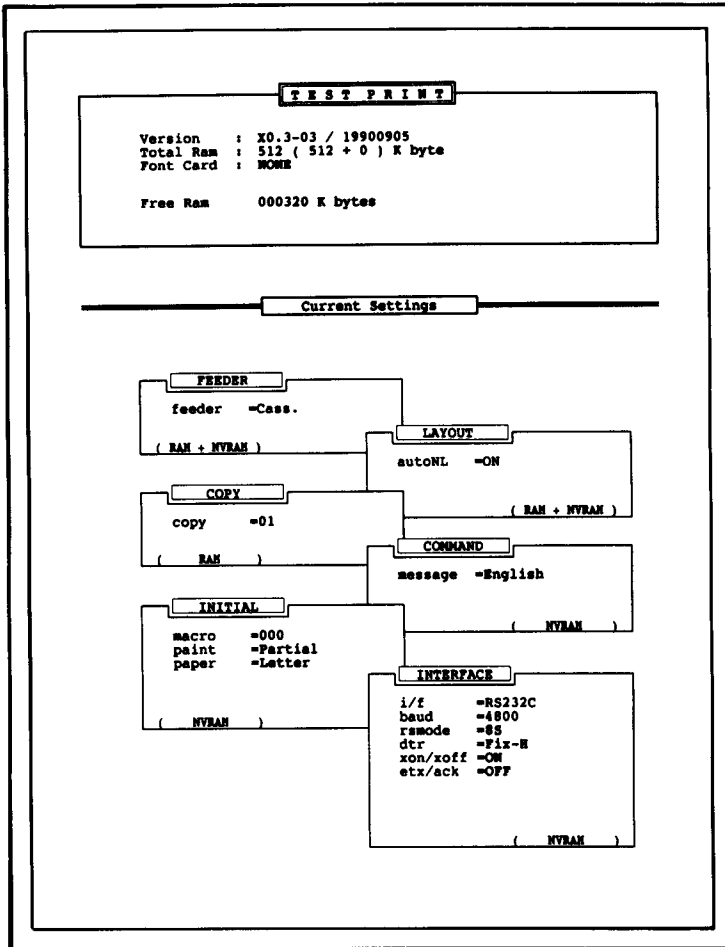 TEST PRINT
Version : X0.3-03 / 19900905
Total Ram : 512 ( 512 + 0 ) K byte
Font Card : NONE
Free Ram 000320 K bytes
Current Settings
FEEDER
feeder =Cass.
( RAM + NVRAM )
LAYOUT
autoNL =ON
( RAM + NVRAM )
COPY
copy =01
( RAM )
COMMAND
message =English
( NVRAM )
INITIAL
macro =000
paint =Partial
paper =Letter
( NVRAM )
INTERFACE
i/f =RS232C
baud =4800
rsmode =8S
dtr =Fix-H
xon/xoff =ON
etx/ack =OFF
( NVRAM )